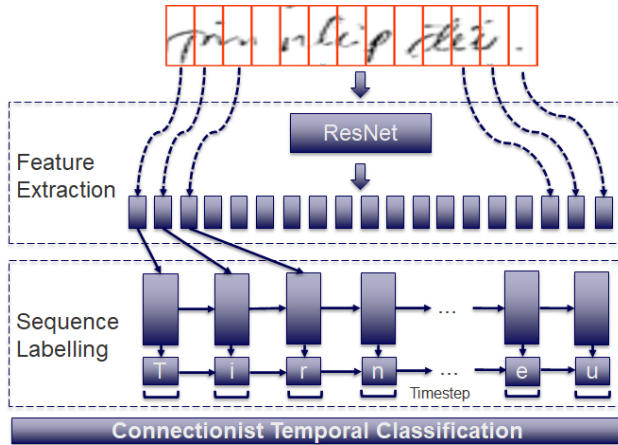 ResNet
Feature
Extraction
...
Sequence
Labelling
T i r n ... e u
Timestep
Connectionist Temporal Classification